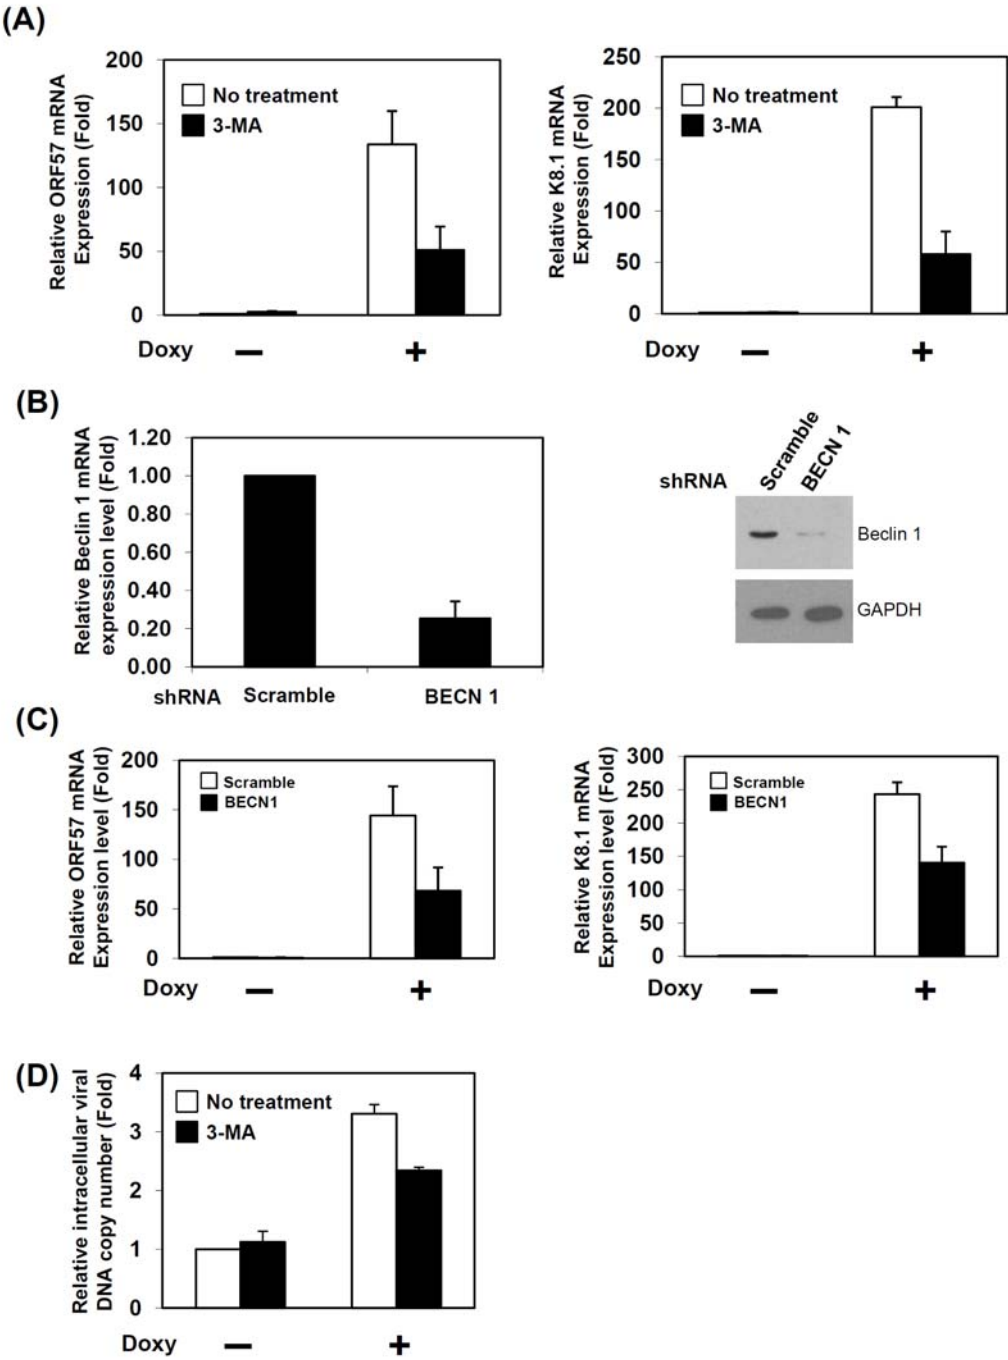 (A)
Relative ORF57 mRNA
Expression (Fold)
200
150
100
50
0
No treatment
3-MA
Doxy − +
Relative K8.1 mRNA
Expression (Fold)
250
200
150
100
50
0
No treatment
3-MA
Doxy − +
(B)
Relative Beclin 1 mRNA
expression level (Fold)
1.20
1.00
0.80
0.60
0.40
0.20
0.00
shRNA Scramble BECN 1
shRNA Scramble BECN 1
Beclin 1
GAPDH
(C)
Relative ORF57 mRNA
Expression level (Fold)
200
150
100
50
0
Scramble
BECN1
Doxy − +
Relative K8.1 mRNA
Expression level (Fold)
300
250
200
150
100
50
0
Scramble
BECN1
Doxy − +
(D)
Relative intracellular viral
DNA copy number (Fold)
4
3
2
1
0
No treatment
3-MA
Doxy − +